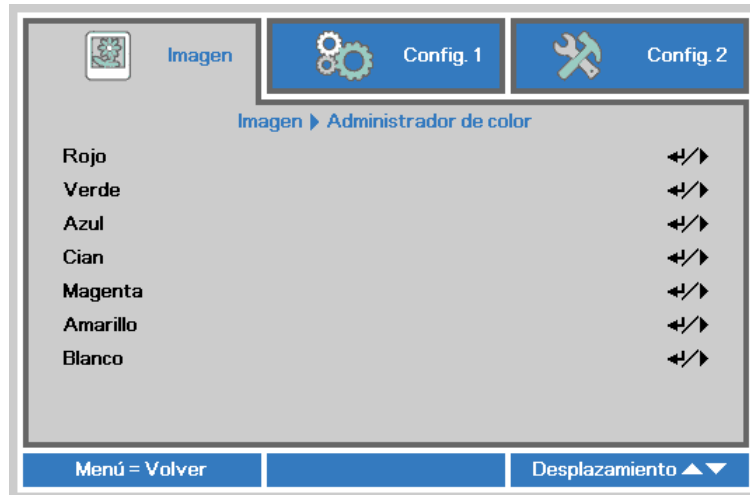 Imagen Config. 1 Config. 2
Imagen ▶ Administrador de color
Rojo ↵/▶
Verde ↵/▶
Azul ↵/▶
Cian ↵/▶
Magenta ↵/▶
Amarillo ↵/▶
Blanco ↵/▶
Menú = Volver Desplazamiento ▲▼